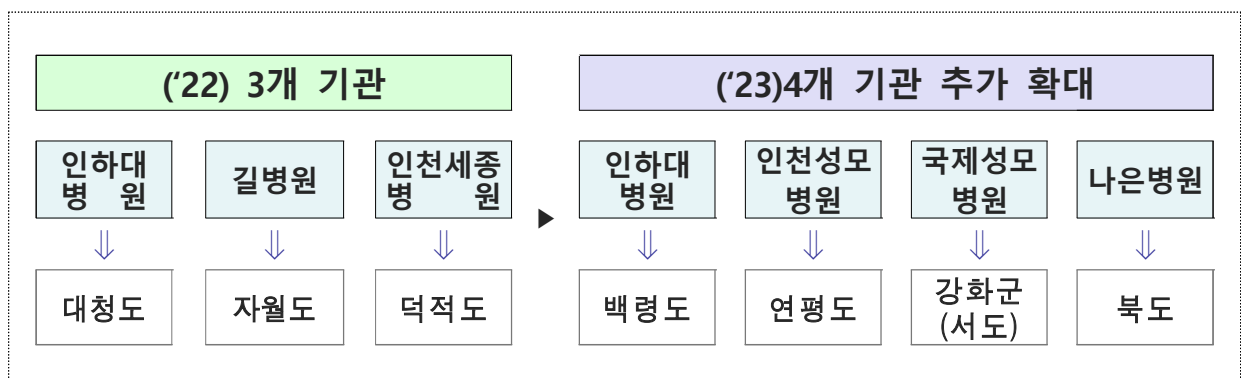 (‘22) 3개 기관
인하대
병 원
길병원
인천세종
병 원
대청도
자월도
덕적도
▶
(‘23)4개 기관 추가 확대
인하대
병원
인천성모
병원
국제성모
병원
나은병원
백령도
연평도
강화군
(서도)
북도